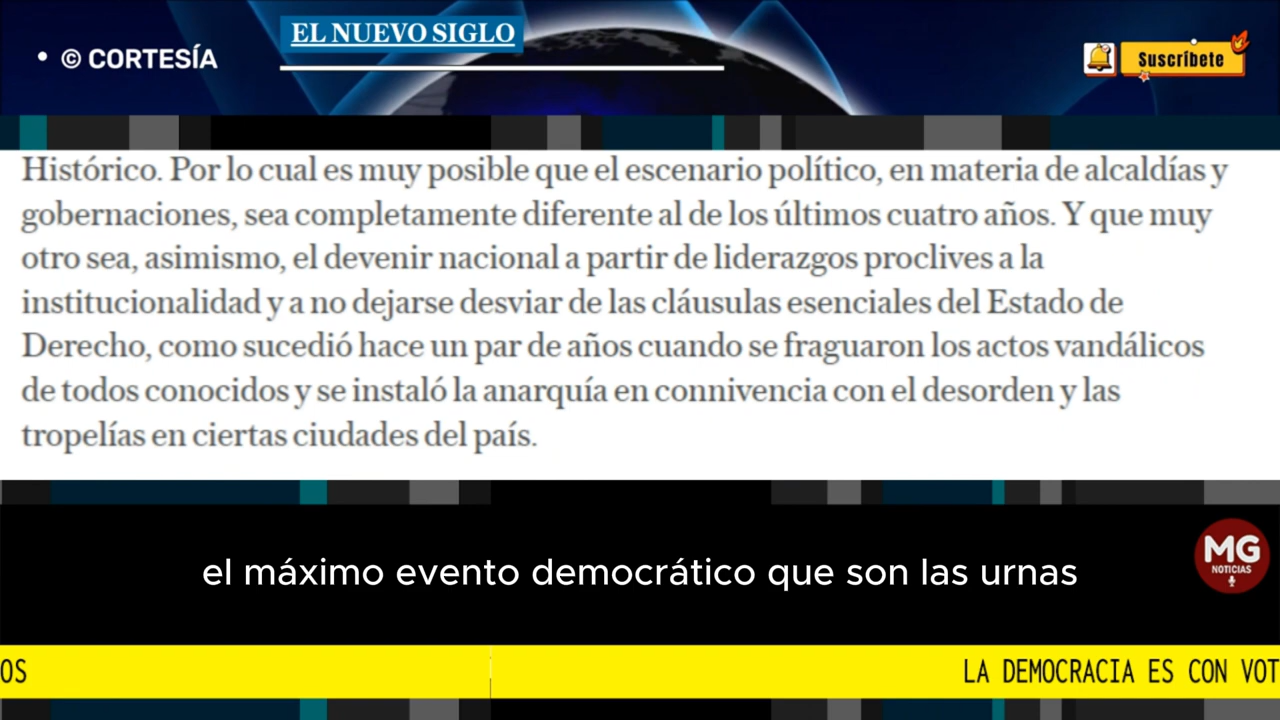 • © CORTESÍA
EL NUEVO SIGLO
Suscríbete
Histórico. Por lo cual es muy posible que el escenario político, en materia de alcaldías y
gobernaciones, sea completamente diferente al de los últimos cuatro años. Y que muy
otro sea, asimismo, el devenir nacional a partir de liderazgos proclives a la
institucionalidad y a no dejarse desviar de las cláusulas esenciales del Estado de
Derecho, como sucedió hace un par de años cuando se fraguaron los actos vandálicos
de todos conocidos y se instaló la anarquía en connivencia con el desorden y las
tropelías en ciertas ciudades del país.
el máximo evento democrático que son las urnas
MG
NOTICIAS
OS
LA DEMOCRACIA ES CON VOT